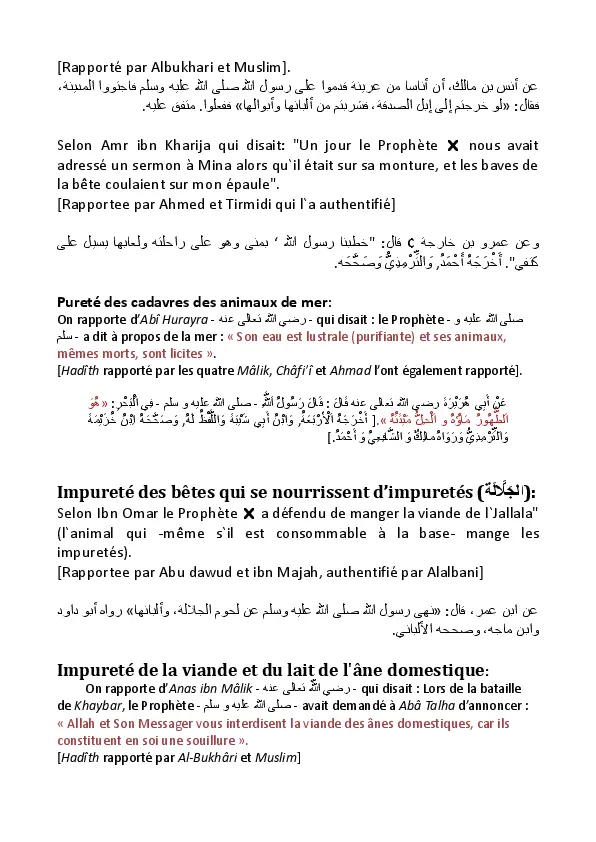 [Rapporté par Albukhari et Muslim].
عن أنس بن مالك، أن أناسا من عرينة قدموا على رسول الله صلى الله عليه وسلم فاجتووا المدينة،
فقال: «لو خرجتم إلى إبل الصدقة، فشربتم من ألبانها وأبوالها» ففعلوا. متفق عليه.
Selon Amr ibn Kharija qui disait: "Un jour le Prophète ✗ nous avait
adressé un sermon à Mina alors qu`il était sur sa monture, et les baves de
la bête coulaient sur mon épaule".
[Rapportee par Ahmed et Tirmidi qui l`a authentifié]
وعن عمرو بن خارجة ¢ قال: "خطبنا رسول الله ‘ بمنى وهو على راحلته ولعابها يسيل على
كتفي". أَخْرَجَهُ أَحْمَدُ, وَالتِّرْمِذِيُّ وَصَحَّحَه.
Pureté des cadavres des animaux de mer:
On rapporte d'Abî Hurayra - رضي الله تعالى عنه - qui disait : le Prophète - صلى الله عليه و
سلم - a dit à propos de la mer : « Son eau est lustrale (purifiante) et ses animaux,
mêmes morts, sont licites ».
[Hadîth rapporté par les quatre Mâlik, Châfi'î et Ahmad l'ont également rapporté].
عَنْ أَبِي هُرَيْرَةَ رضي الله تعالى عنه قَالَ : قَالَ رَسُولُ اللَّهِ - صلى الله عليه و سلم - فِي الْبَحْرِ: « هُوَ
الطَّهُورُ مَاؤُهُ و الْحِلُّ مَيْتَتُهُ ».[ أَخْرَجَهُ الْأَرْبَعَةُ, وَابْنُ أَبِي شَيْبَةَ وَاللَّفْظُ لَهُ, وَصَحَّحَهُ ابْنُ خُزَيْمَةَ
وَالتِّرْمِذِيُّ وَرَوَاهُ مَالِكٌ وَ الشَّافِعِيُّ وَ أَحْمَدُ.]
Impureté des bêtes qui se nourrissent d'impuretés (الجَلَّالَة):
Selon Ibn Omar le Prophète ✗ a défendu de manger la viande de l`Jallala"
(l`animal qui -même s`il est consommable à la base- mange les
impuretés).
[Rapportee par Abu dawud et ibn Majah, authentifié par Alalbani]
عن ابن عمر، قال: «نهى رسول الله صلى الله عليه وسلم عن لحوم الجلالة، وألبانها» رواه أبو داود
وابن ماجه، وصححه الألباني.
Impureté de la viande et du lait de l'âne domestique:
On rapporte d'Anas ibn Mâlik - رضي الله تعالى عنه - qui disait : Lors de la bataille
de Khaybar, le Prophète - صلى الله عليه و سلم - avait demandé à Abâ Talha d'annoncer :
« Allah et Son Messager vous interdisent la viande des ânes domestiques, car ils
constituent en soi une souillure ».
[Hadîth rapporté par Al-Bukhâri et Muslim]